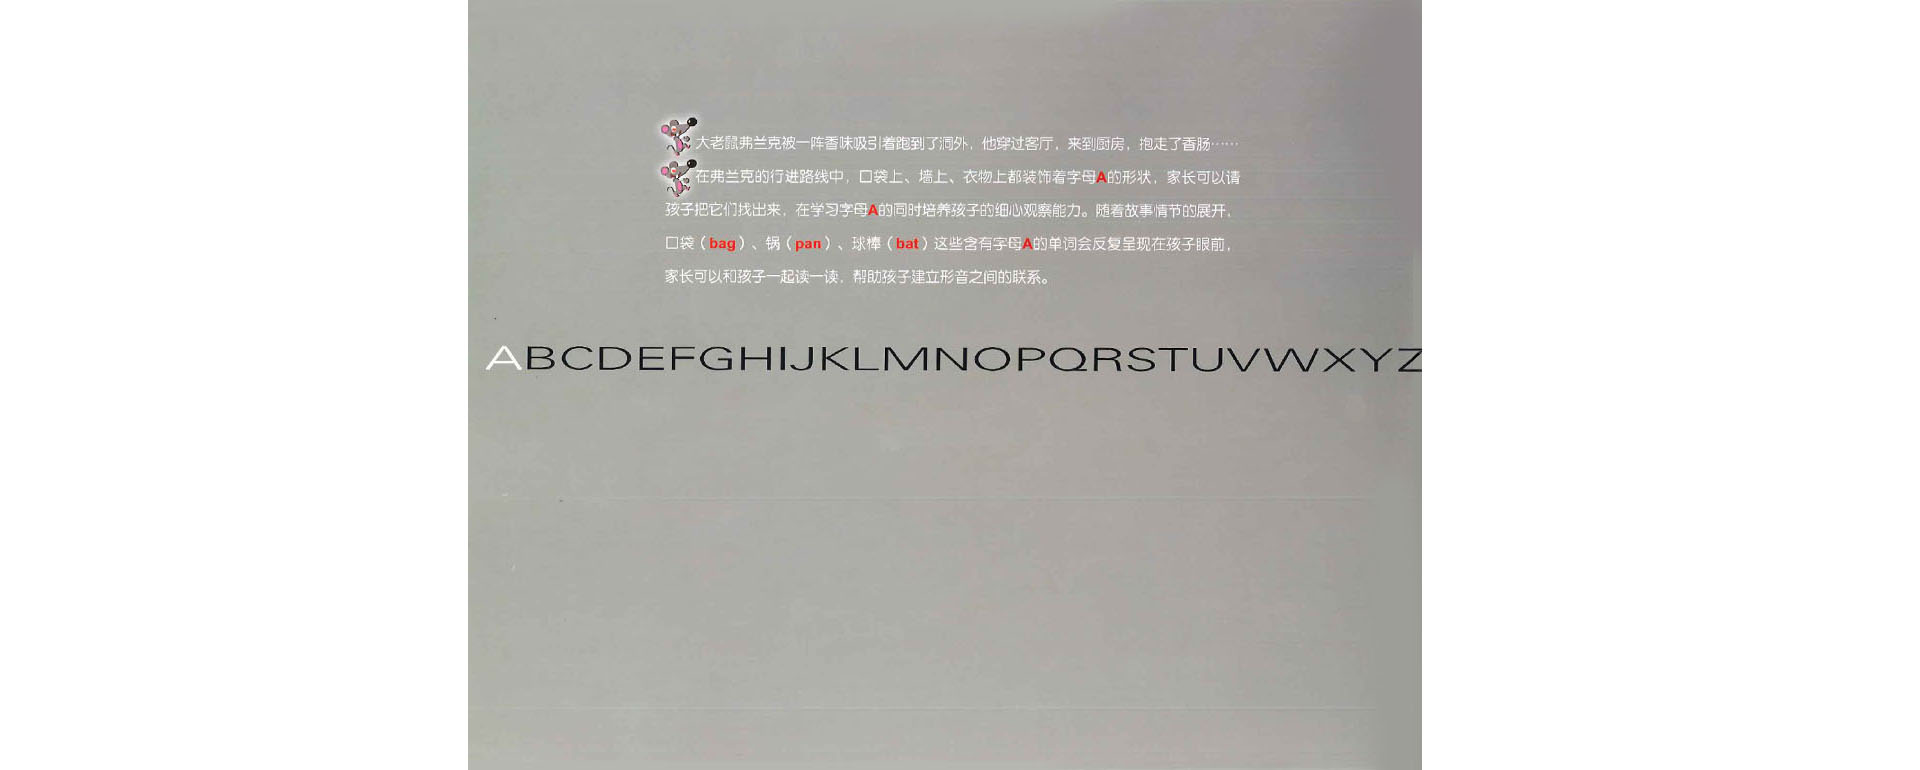 大老鼠弗兰克被一阵香味吸引着跑到了洞外，他穿过客厅，来到厨房，抱走了香肠……
在弗兰克的行进路线中，口袋上、墙上、衣物上都装饰着字母A的形状，家长可以请
孩子把它们找出来，在学习字母A的同时培养孩子的细心观察能力。随着故事情节的展开，
口袋（bag）、锅（pan）、球棒（bat）这些含有字母A的单词会反复呈现在孩子眼前，
家长可以和孩子一起读一读，帮助孩子建立形音之间的联系。
ABCDEFGHIJKLMNOPQRSTUVWXYZ